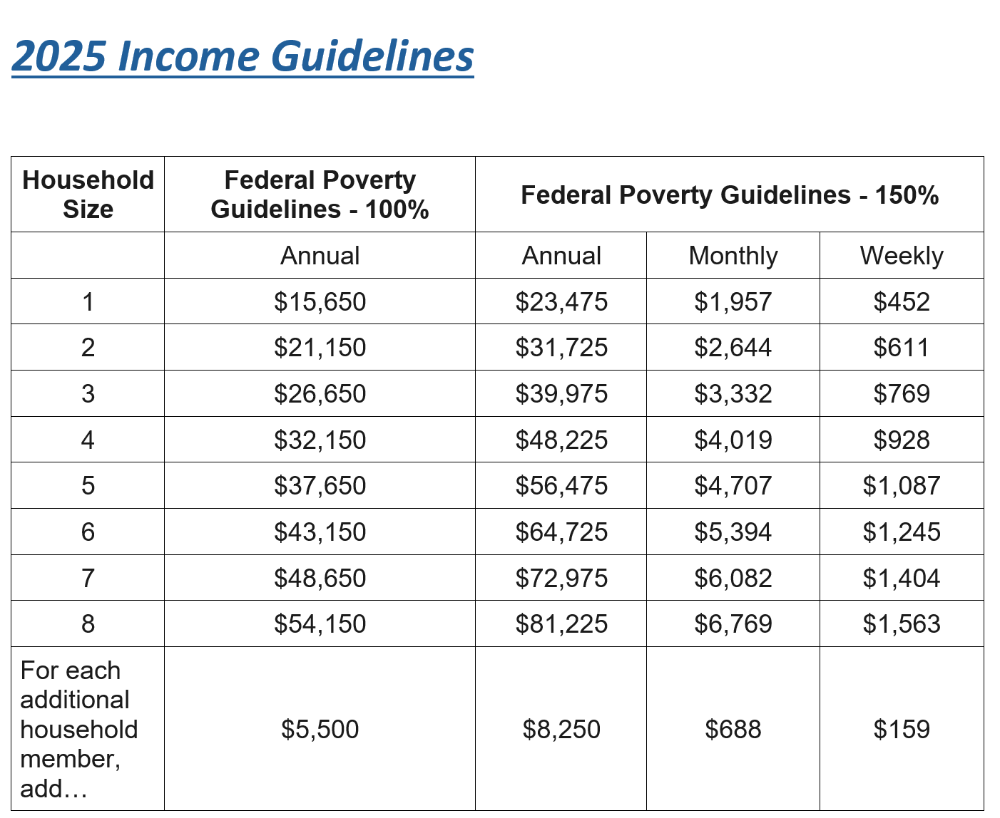 2025 Income Guidelines
Household Size | Federal Poverty Guidelines - 100% | Federal Poverty Guidelines - 150%
Annual | Annual | Monthly | Weekly
1 | $15,650 | $23,475 | $1,957 | $452
2 | $21,150 | $31,725 | $2,644 | $611
3 | $26,650 | $39,975 | $3,332 | $769
4 | $32,150 | $48,225 | $4,019 | $928
5 | $37,650 | $56,475 | $4,707 | $1,087
6 | $43,150 | $64,725 | $5,394 | $1,245
7 | $48,650 | $72,975 | $6,082 | $1,404
8 | $54,150 | $81,225 | $6,769 | $1,563
For each additional household member, add… | $5,500 | $8,250 | $688 | $159